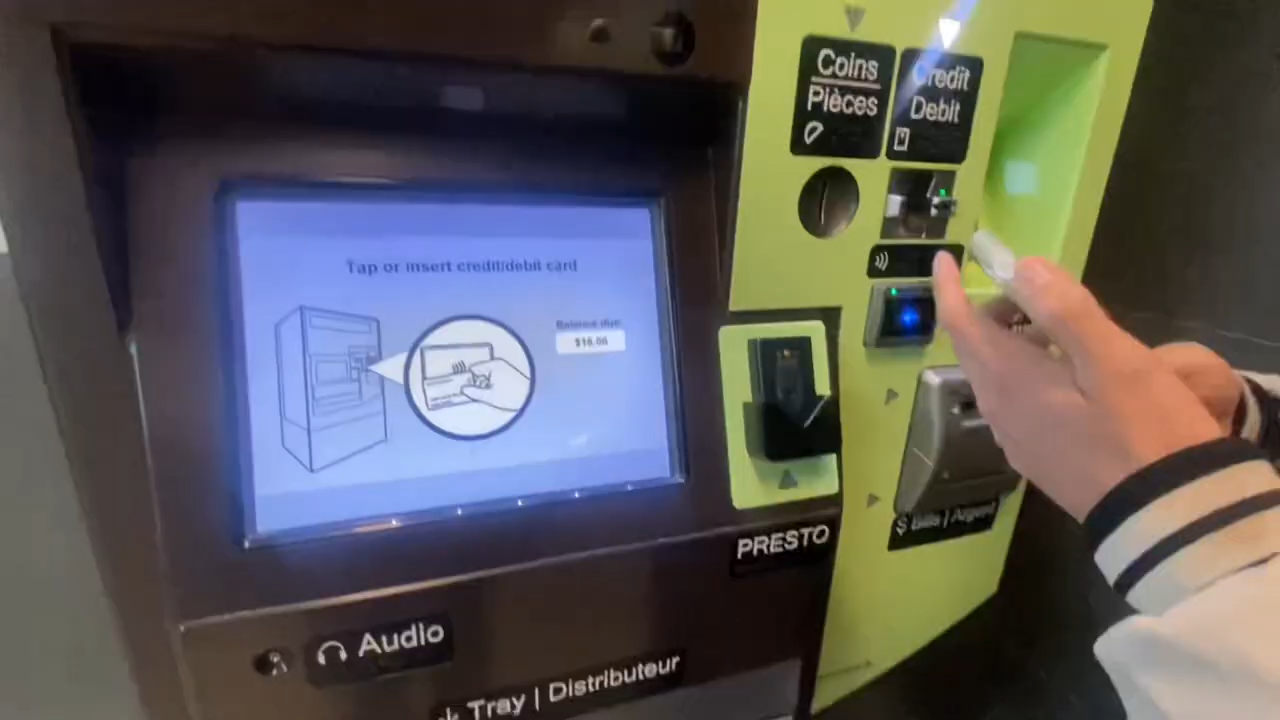 Coins
Pièces
Credit
Debit
Tap or insert credit/debit card
Balance due:
$16.00
PRESTO
$ Bills | Argent
Audio
Tray | Distributeur